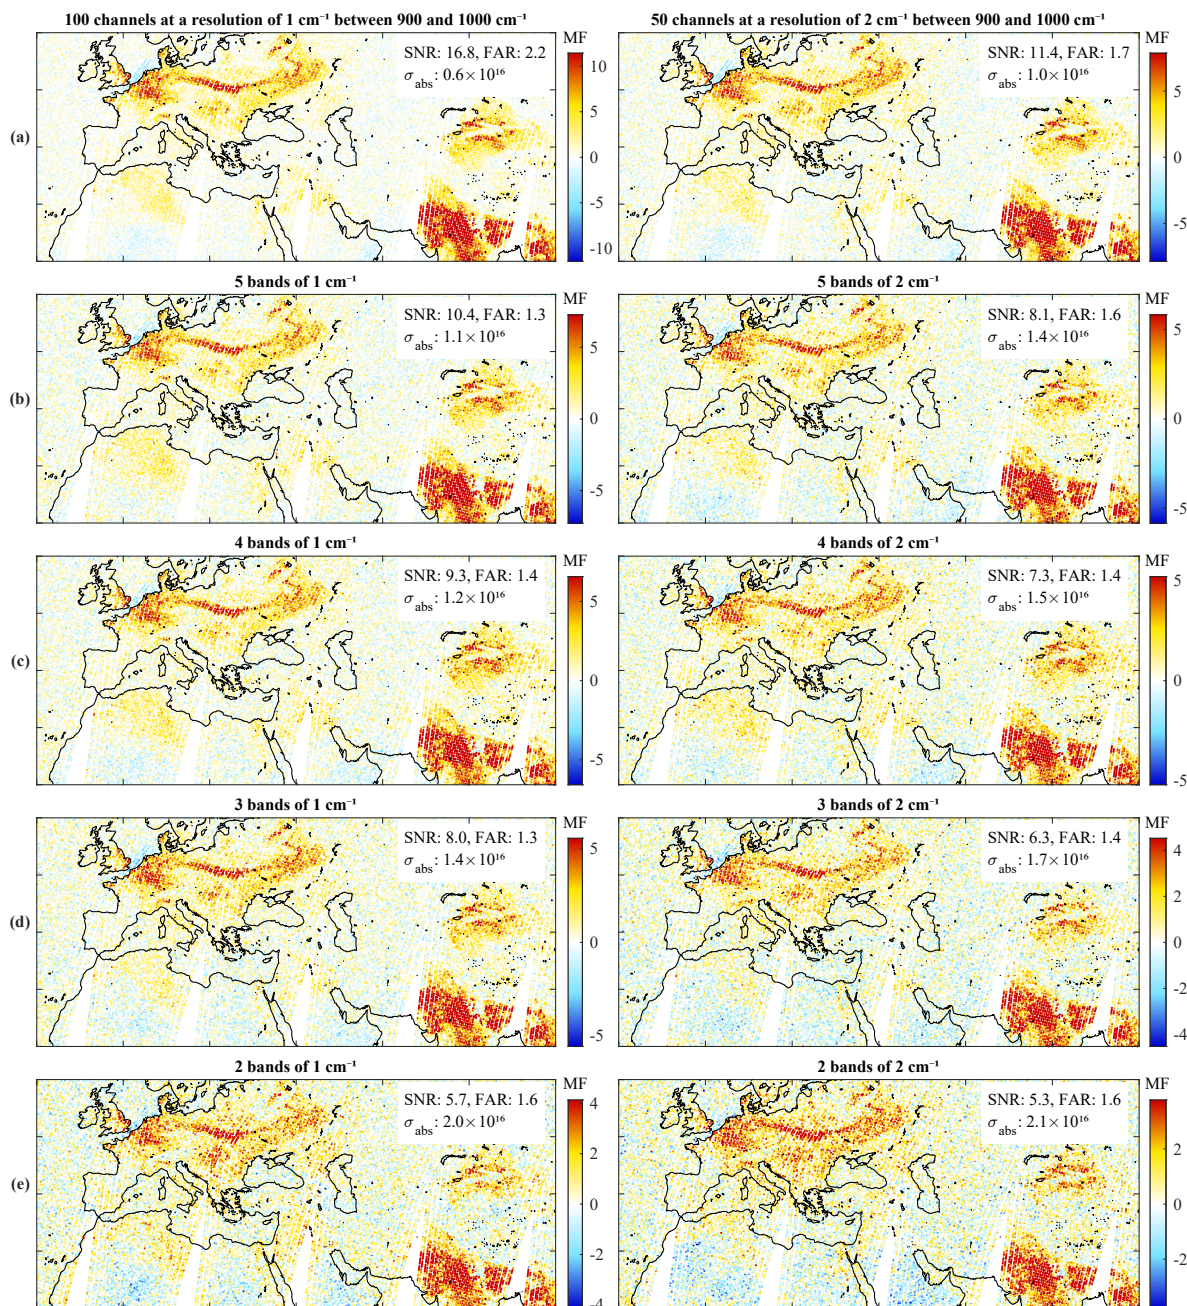 100 channels at a resolution of 1 cm⁻¹ between 900 and 1000 cm⁻¹
50 channels at a resolution of 2 cm⁻¹ between 900 and 1000 cm⁻¹
(a)
SNR: 16.8, FAR: 2.2
σabs: 0.6×10¹⁶
MF
10
5
0
-5
-10
SNR: 11.4, FAR: 1.7
σabs: 1.0×10¹⁶
MF
5
0
-5
5 bands of 1 cm⁻¹
5 bands of 2 cm⁻¹
(b)
SNR: 10.4, FAR: 1.3
σabs: 1.1×10¹⁶
MF
5
0
-5
SNR: 8.1, FAR: 1.6
σabs: 1.4×10¹⁶
MF
5
0
-5
4 bands of 1 cm⁻¹
4 bands of 2 cm⁻¹
(c)
SNR: 9.3, FAR: 1.4
σabs: 1.2×10¹⁶
MF
5
0
-5
SNR: 7.3, FAR: 1.4
σabs: 1.5×10¹⁶
MF
5
0
-5
3 bands of 1 cm⁻¹
3 bands of 2 cm⁻¹
(d)
SNR: 8.0, FAR: 1.3
σabs: 1.4×10¹⁶
MF
5
0
-5
SNR: 6.3, FAR: 1.4
σabs: 1.7×10¹⁶
MF
4
2
0
-2
-4
2 bands of 1 cm⁻¹
2 bands of 2 cm⁻¹
(e)
SNR: 5.7, FAR: 1.6
σabs: 2.0×10¹⁶
MF
4
2
0
-2
-4
SNR: 5.3, FAR: 1.6
σabs: 2.1×10¹⁶
MF
2
0
-2